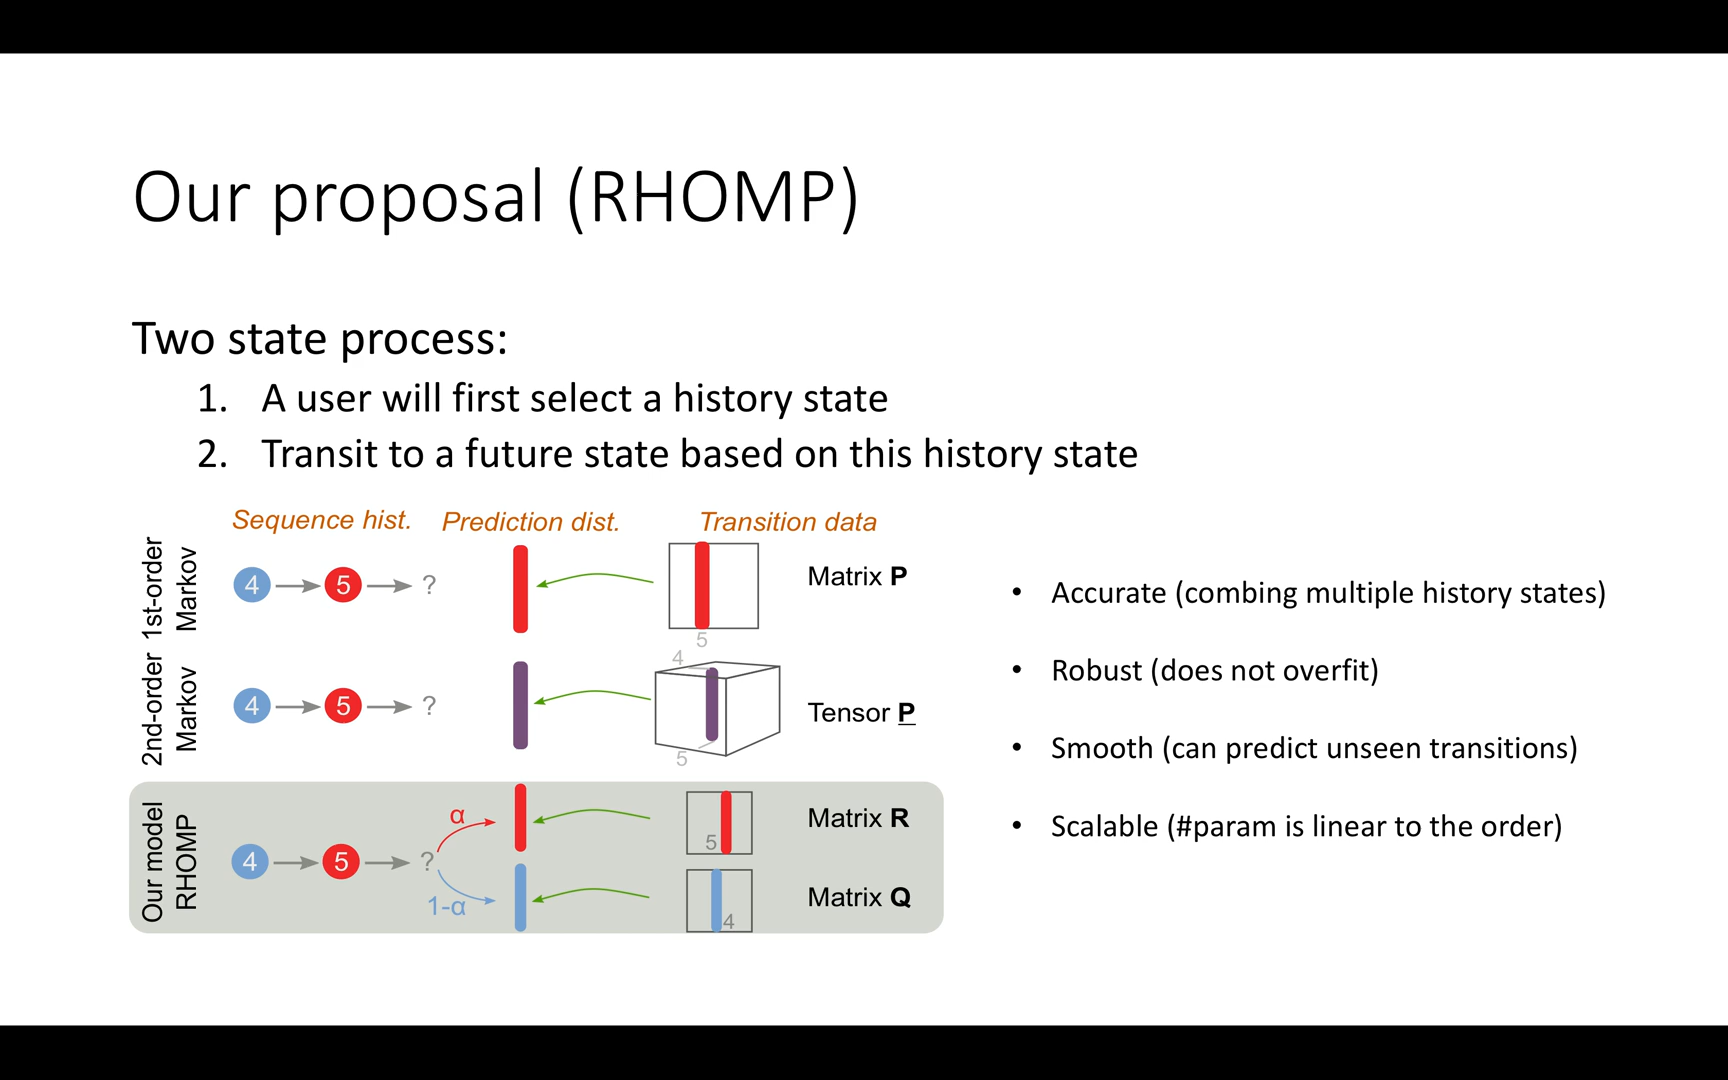 Our proposal (RHOMP)
Two state process:
1. A user will first select a history state
2. Transit to a future state based on this history state
Sequence hist. Prediction dist. Transition data
1st-order
Markov
4 5 ?
Matrix P
5
2nd-order
Markov
4 5 ?
4
5
Tensor P
Our model
RHOMP
4 5 ?
α
1-α
5
Matrix R
4
Matrix Q
• Accurate (combing multiple history states)
• Robust (does not overfit)
• Smooth (can predict unseen transitions)
• Scalable (#param is linear to the order)